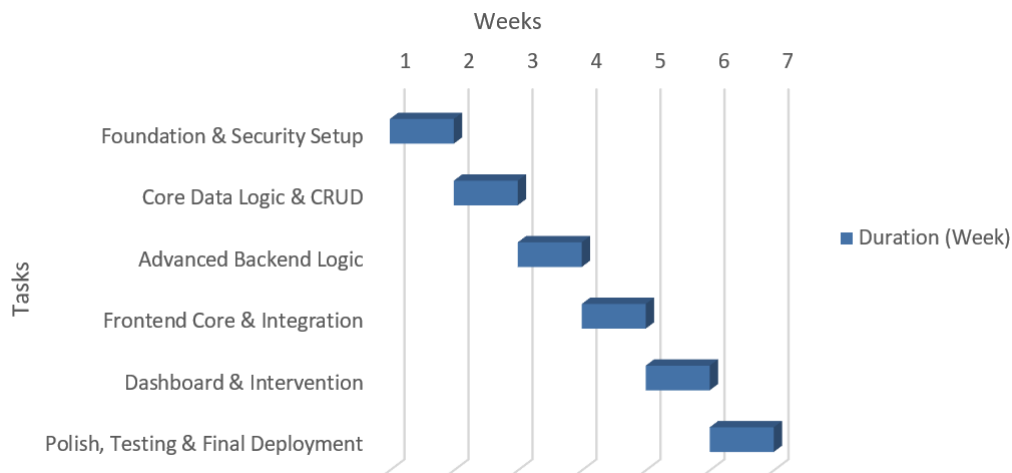 Weeks
1 2 3 4 5 6 7
Foundation & Security Setup
Core Data Logic & CRUD
Advanced Backend Logic
Frontend Core & Integration
Dashboard & Intervention
Polish, Testing & Final Deployment
Tasks
Duration (Week)